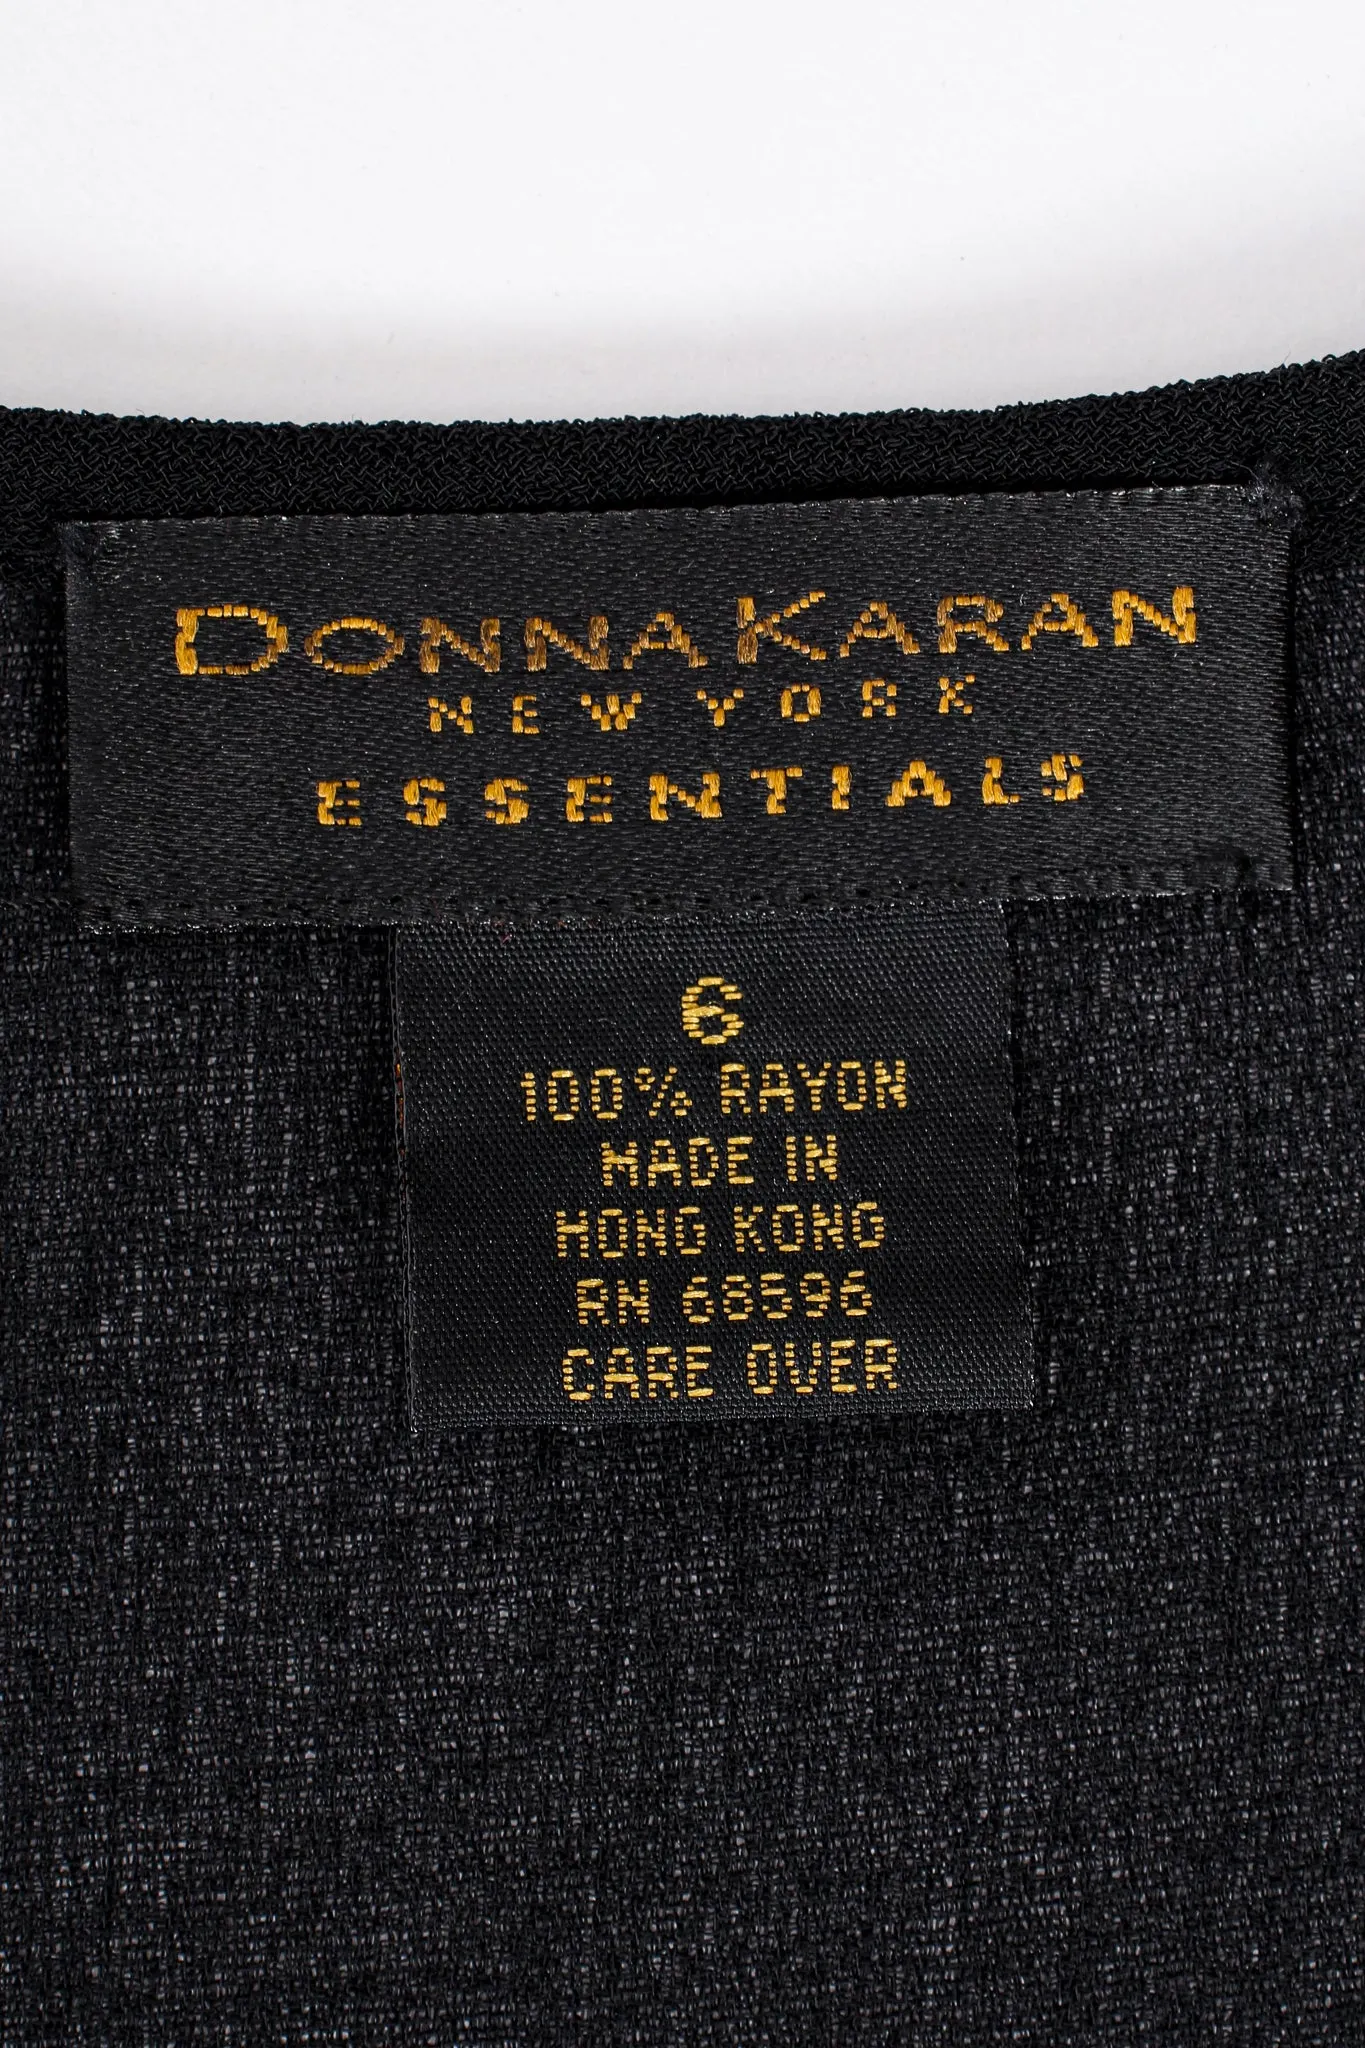 DONNA KARAN
NEW YORK
ESSENTIALS
6
100% RAYON
MADE IN
HONG KONG
RN 68596
CARE OVER